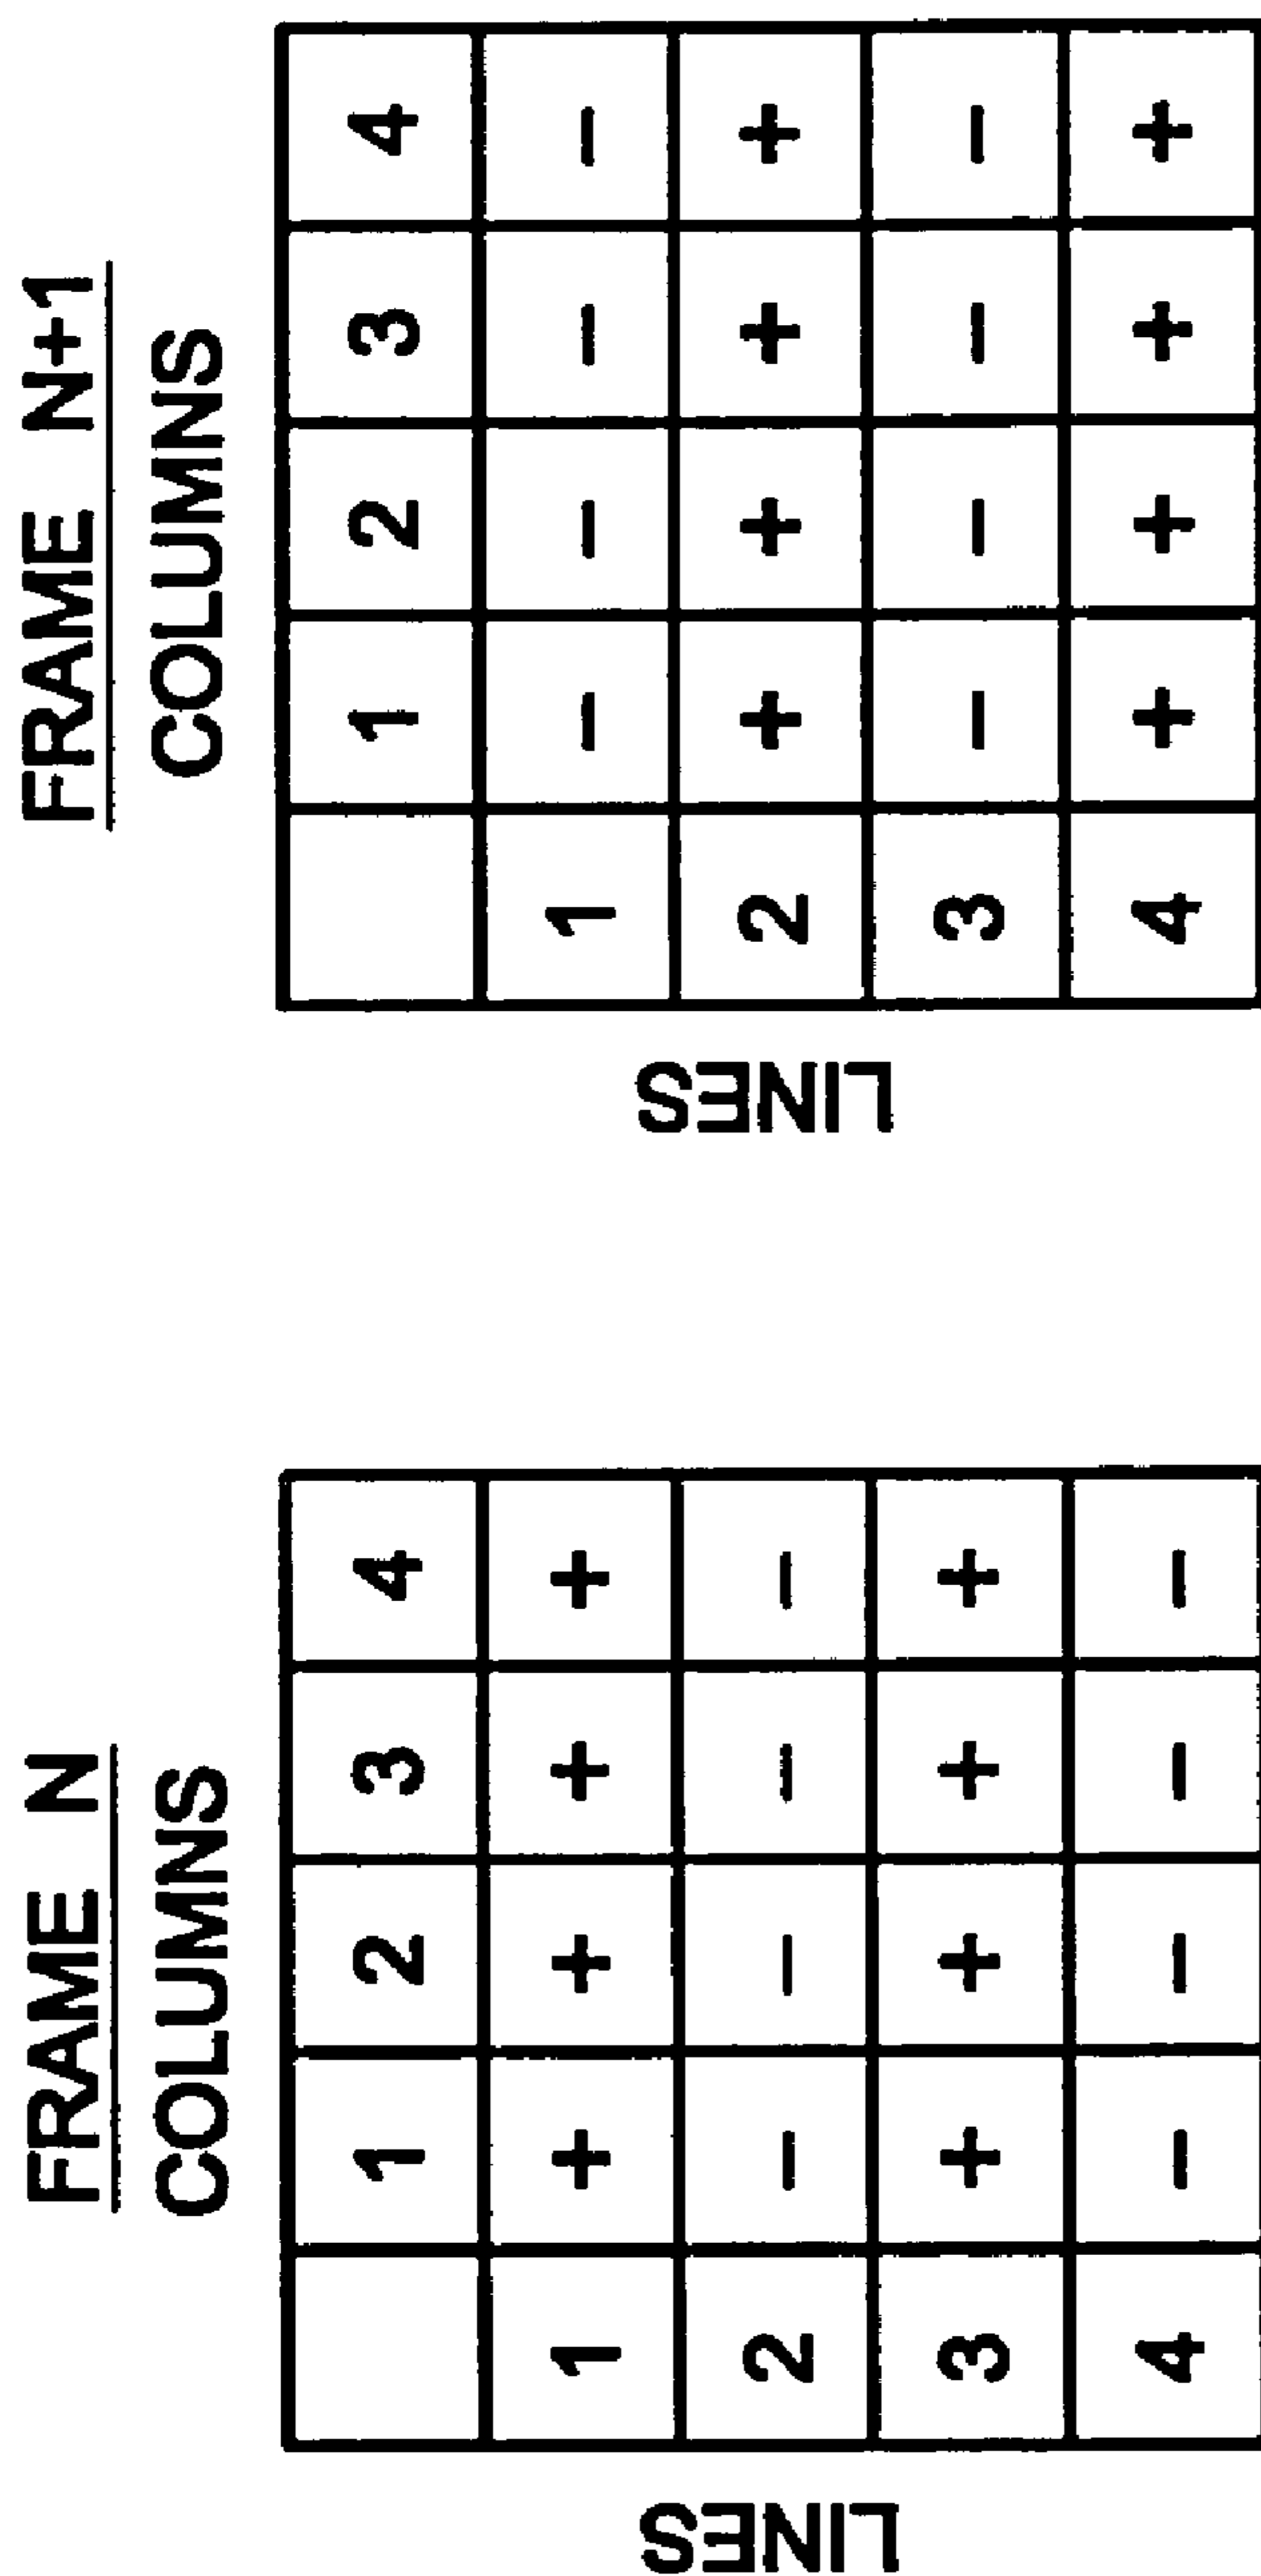 FRAME N
COLUMNS
LINES
1 2 3 4
1 + + + +
2 − − − −
3 + + + +
4 − − − −
FRAME N+1
COLUMNS
LINES
1 2 3 4
1 − − − −
2 + + + +
3 − − − −
4 + + + +